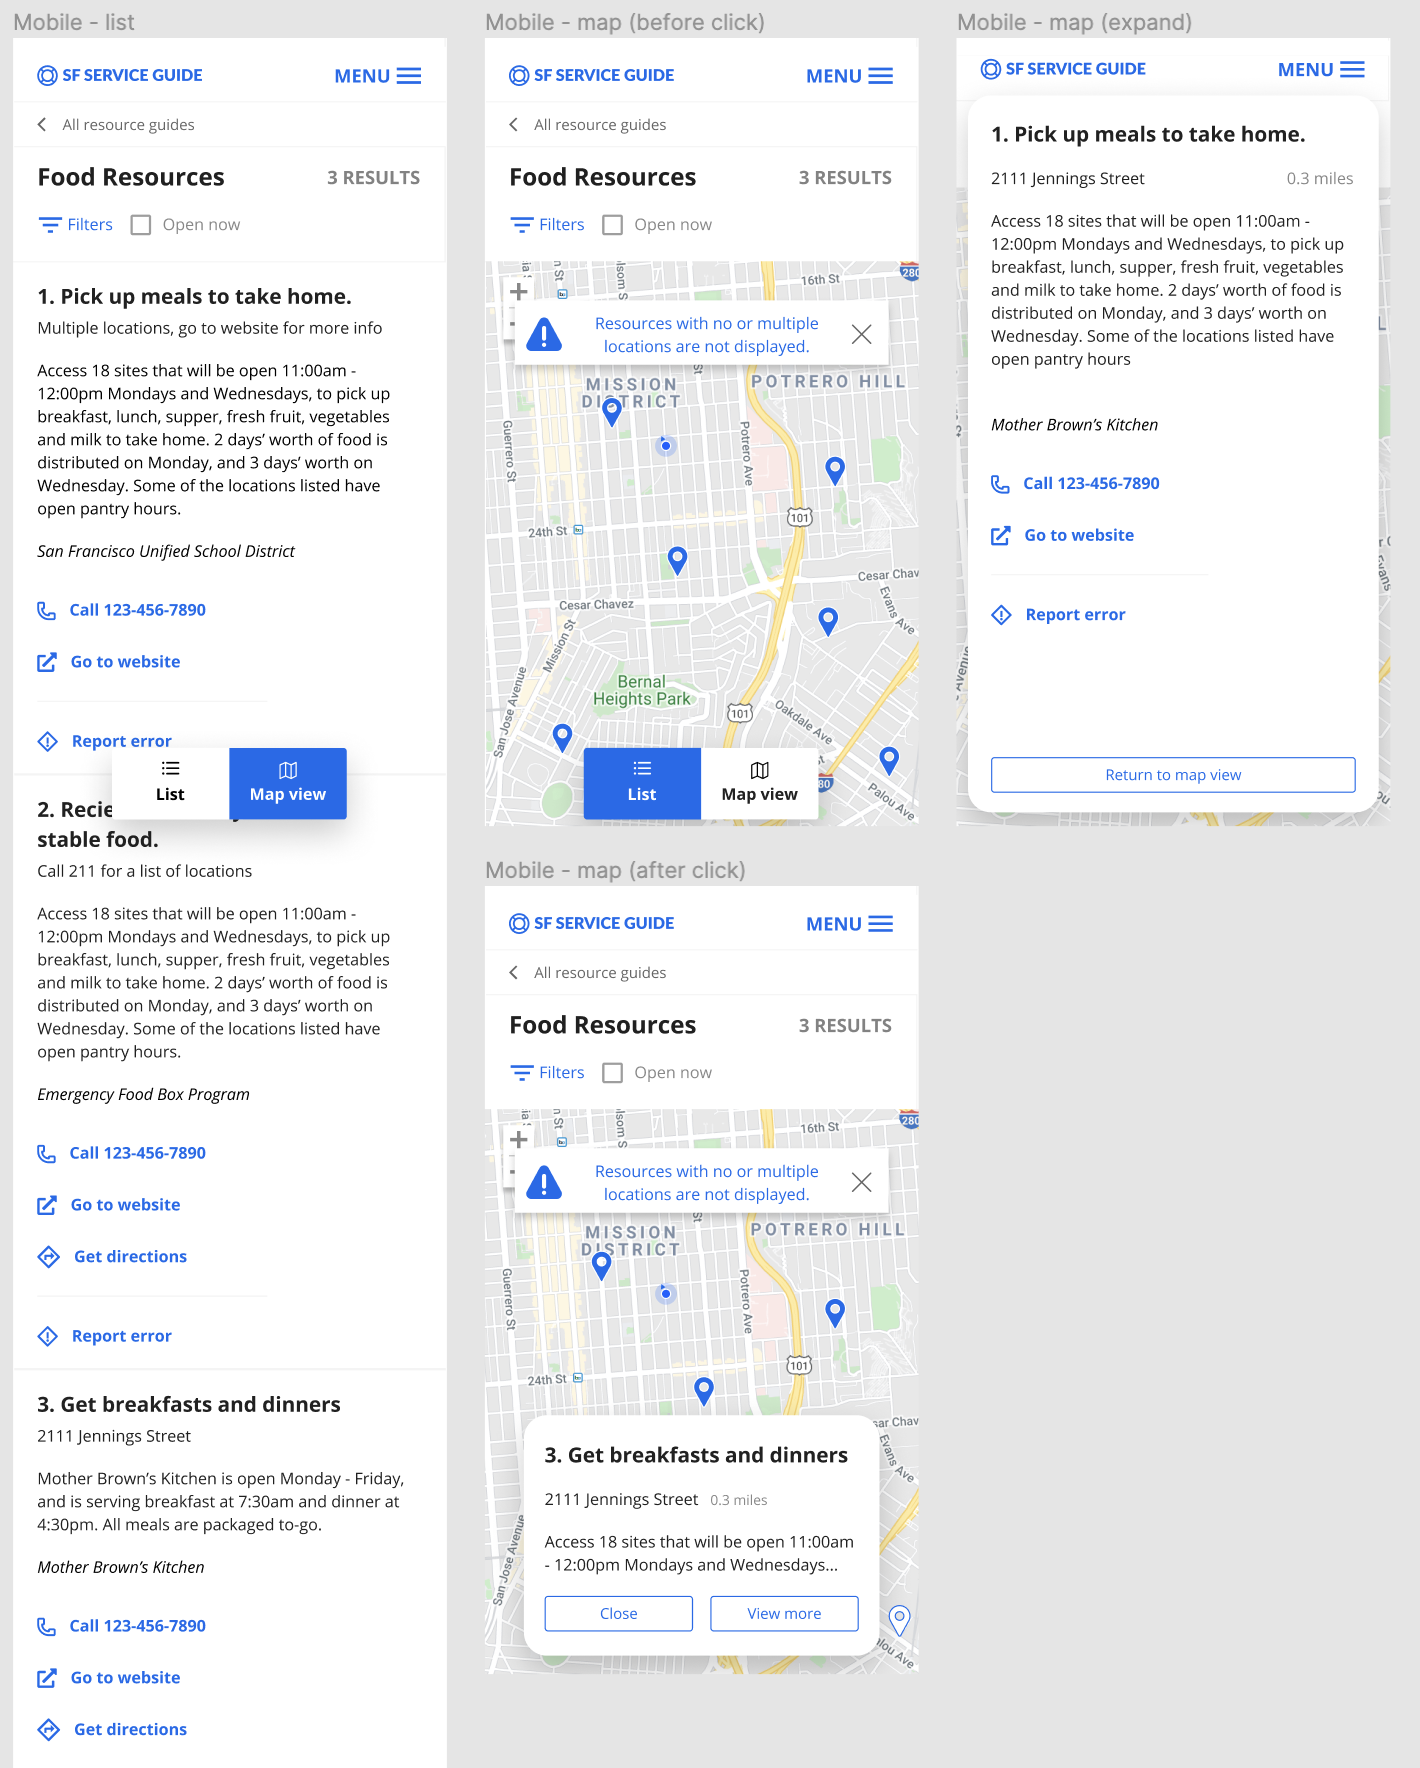 Mobile - list
SF SERVICE GUIDE
MENU
All resource guides
Food Resources
3 RESULTS
Filters
Open now
1. Pick up meals to take home.
Multiple locations, go to website for more info
Access 18 sites that will be open 11:00am -
12:00pm Mondays and Wednesdays, to pick up
breakfast, lunch, supper, fresh fruit, vegetables
and milk to take home. 2 days’ worth of food is
distributed on Monday, and 3 days’ worth on
Wednesday. Some of the locations listed have
open pantry hours.
San Francisco Unified School District
Call 123-456-7890
Go to website
Report error
List
Map view
2. Recie
stable food.
Call 211 for a list of locations
Access 18 sites that will be open 11:00am -
12:00pm Mondays and Wednesdays, to pick up
breakfast, lunch, supper, fresh fruit, vegetables
and milk to take home. 2 days’ worth of food is
distributed on Monday, and 3 days’ worth on
Wednesday. Some of the locations listed have
open pantry hours.
Emergency Food Box Program
Call 123-456-7890
Go to website
Get directions
Report error
3. Get breakfasts and dinners
2111 Jennings Street
Mother Brown’s Kitchen is open Monday - Friday,
and is serving breakfast at 7:30am and dinner at
4:30pm. All meals are packaged to-go.
Mother Brown’s Kitchen
Call 123-456-7890
Go to website
Get directions
Mobile - map (before click)
SF SERVICE GUIDE
MENU
All resource guides
Food Resources
3 RESULTS
Filters
Open now
16th St
280
Resources with no or multiple
locations are not displayed.
MISSION
DISTRICT
POTRERO HILL
Guerrero St
Potrero Ave
101
24th St
Cesar Chav
Cesar Chavez
Evans Ave
Mission St
San Jose Avenue
Bernal
Heights Park
101
Oakdale Ave
80
Palou Ave
List
Map view
Mobile - map (after click)
SF SERVICE GUIDE
MENU
All resource guides
Food Resources
3 RESULTS
Filters
Open now
16th St
280
Resources with no or multiple
locations are not displayed.
MISSION
DISTRICT
POTRERO HILL
Guerrero St
Potrero Ave
101
24th St
sar Chav
Evans Ave
San Jose Avenue
3. Get breakfasts and dinners
2111 Jennings Street 0.3 miles
Access 18 sites that will be open 11:00am
- 12:00pm Mondays and Wednesdays...
Close
View more
lou Ave
Mobile - map (expand)
SF SERVICE GUIDE
MENU
1. Pick up meals to take home.
2111 Jennings Street
0.3 miles
Access 18 sites that will be open 11:00am -
12:00pm Mondays and Wednesdays, to pick up
breakfast, lunch, supper, fresh fruit, vegetables
and milk to take home. 2 days’ worth of food is
distributed on Monday, and 3 days’ worth on
Wednesday. Some of the locations listed have
open pantry hours
Mother Brown’s Kitchen
Call 123-456-7890
Go to website
Report error
Return to map view